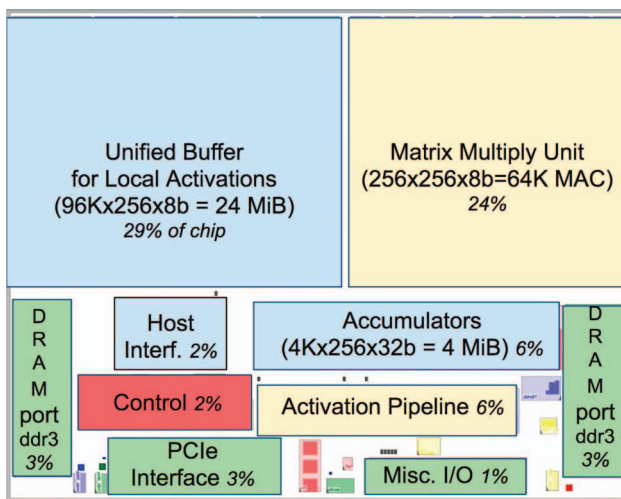 Unified Buffer
for Local Activations
(96Kx256x8b = 24 MiB)
29% of chip
Matrix Multiply Unit
(256x256x8b=64K MAC)
24%
D
R
A
M
port
ddr3
3%
Host
Interf. 2%
Accumulators
(4Kx256x32b = 4 MiB) 6%
D
R
A
M
port
ddr3
3%
Control 2%
Activation Pipeline 6%
PCIe
Interface 3%
Misc. I/O 1%